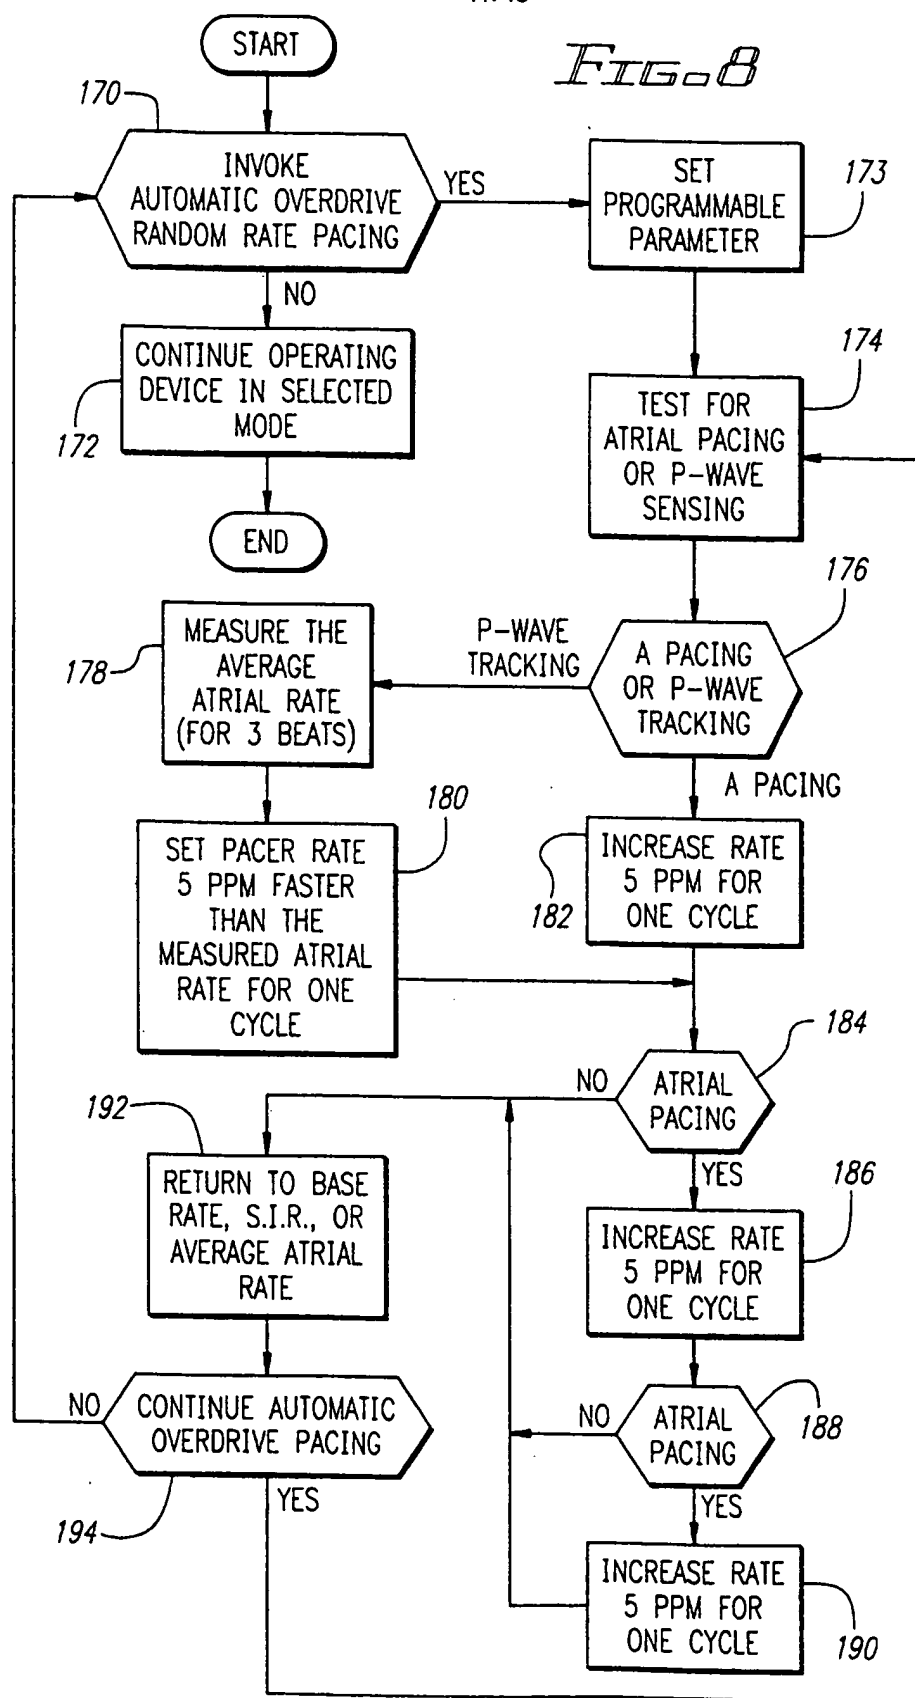 START
FIG. 8
170
INVOKE
AUTOMATIC OVERDRIVE
RANDOM RATE PACING
YES
SET
PROGRAMMABLE
PARAMETER
173
NO
CONTINUE OPERATING
DEVICE IN SELECTED
MODE
172
END
174
TEST FOR
ATRIAL PACING
OR P-WAVE
SENSING
176
A PACING
OR P-WAVE
TRACKING
P-WAVE
TRACKING
MEASURE THE
AVERAGE
ATRIAL RATE
(FOR 3 BEATS)
178
A PACING
180
SET PACER RATE
5 PPM FASTER
THAN THE
MEASURED ATRIAL
RATE FOR ONE
CYCLE
INCREASE RATE
5 PPM FOR
ONE CYCLE
182
184
ATRIAL
PACING
NO
YES
192
RETURN TO BASE
RATE, S.I.R., OR
AVERAGE ATRIAL
RATE
186
INCREASE RATE
5 PPM FOR
ONE CYCLE
NO
CONTINUE AUTOMATIC
OVERDRIVE PACING
194
YES
NO
ATRIAL
PACING
188
YES
INCREASE RATE
5 PPM FOR
ONE CYCLE
190